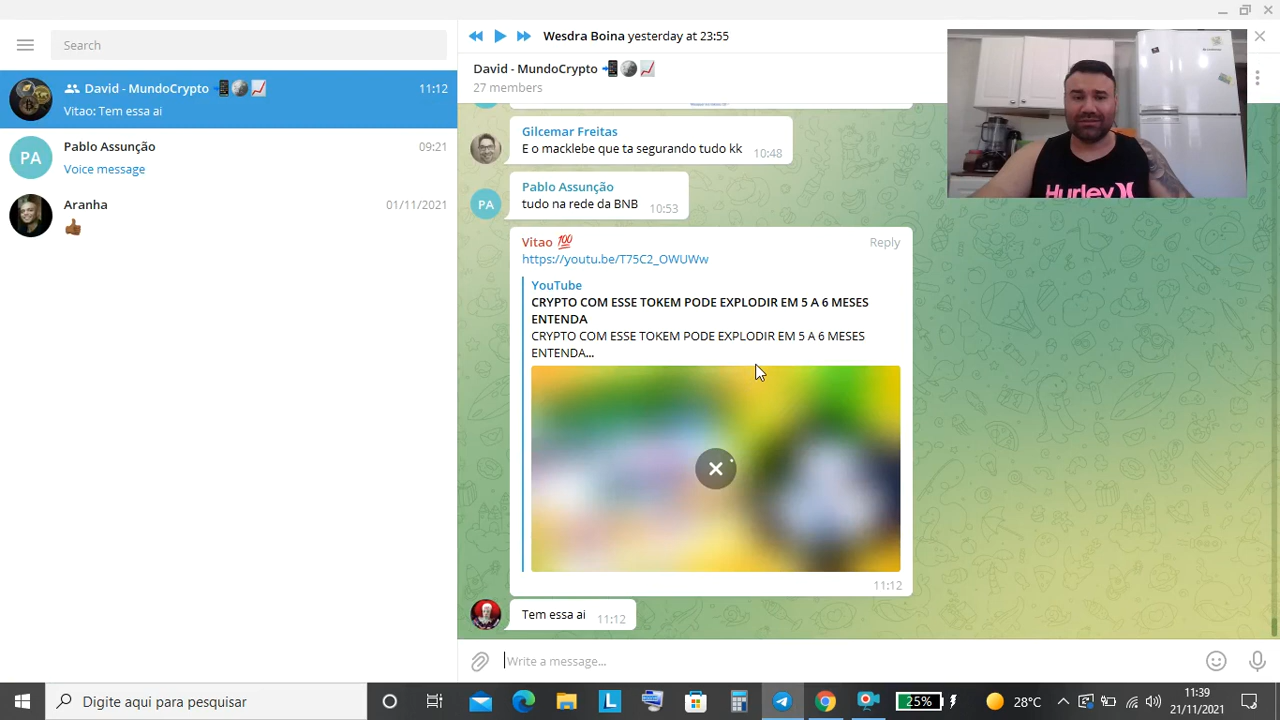 Search
David - MundoCrypto
11:12
Vitao: Tem essa ai
PA
Pablo Assunção
09:21
Voice message
Aranha
01/11/2021
Wesdra Boina yesterday at 23:55
David - MundoCrypto
27 members
Gilcemar Freitas
E o macklebe que ta segurando tudo kk
10:48
PA
Pablo Assunção
tudo na rede da BNB
10:53
Vitao 💯
Reply
https://youtu.be/T75C2_OWUWw
YouTube
CRYPTO COM ESSE TOKEM PODE EXPLODIR EM 5 A 6 MESES
ENTENDA
CRYPTO COM ESSE TOKEM PODE EXPLODIR EM 5 A 6 MESES
ENTENDA...
11:12
Tem essa ai
11:12
Write a message...
Hurley
Digite aqui para pesquisar
L
25%
28°C
11:39
21/11/2021